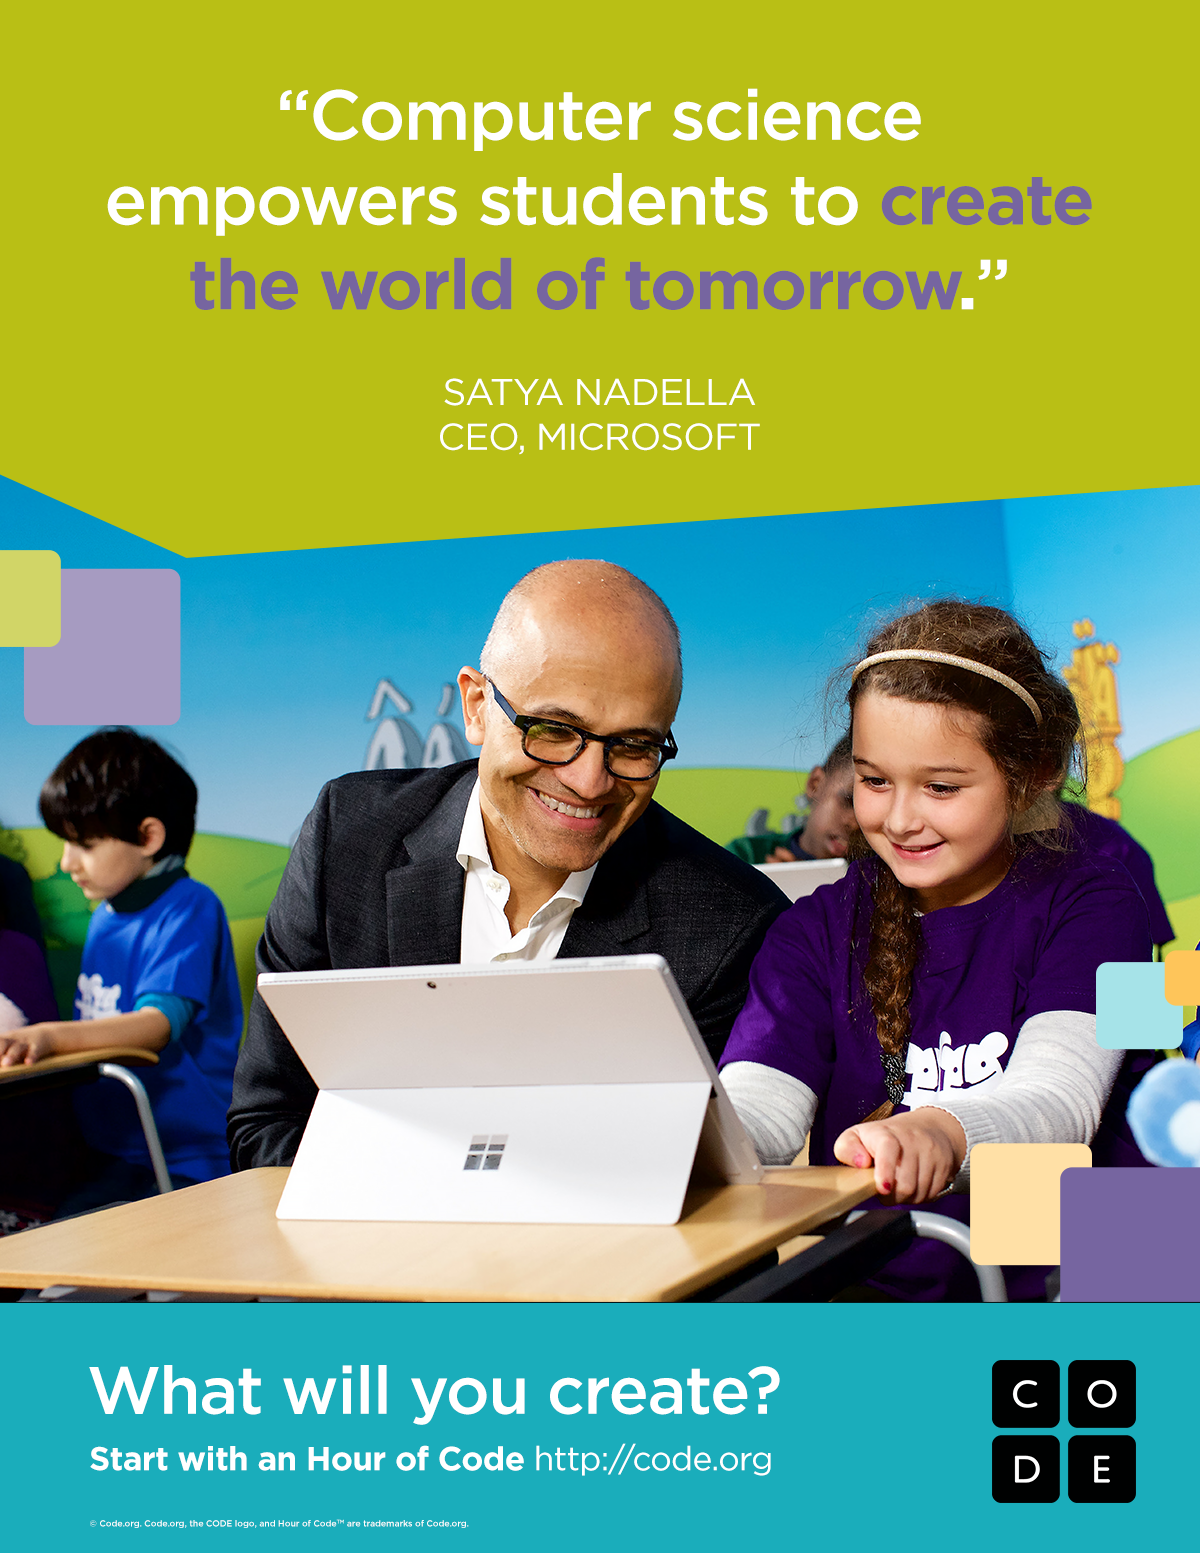 “Computer science
empowers students to create
the world of tomorrow.”
SATYA NADELLA
CEO, MICROSOFT
What will you create?
Start with an Hour of Code http://code.org
C O
D E
© Code.org. Code.org, the CODE logo, and Hour of Code™ are trademarks of Code.org.